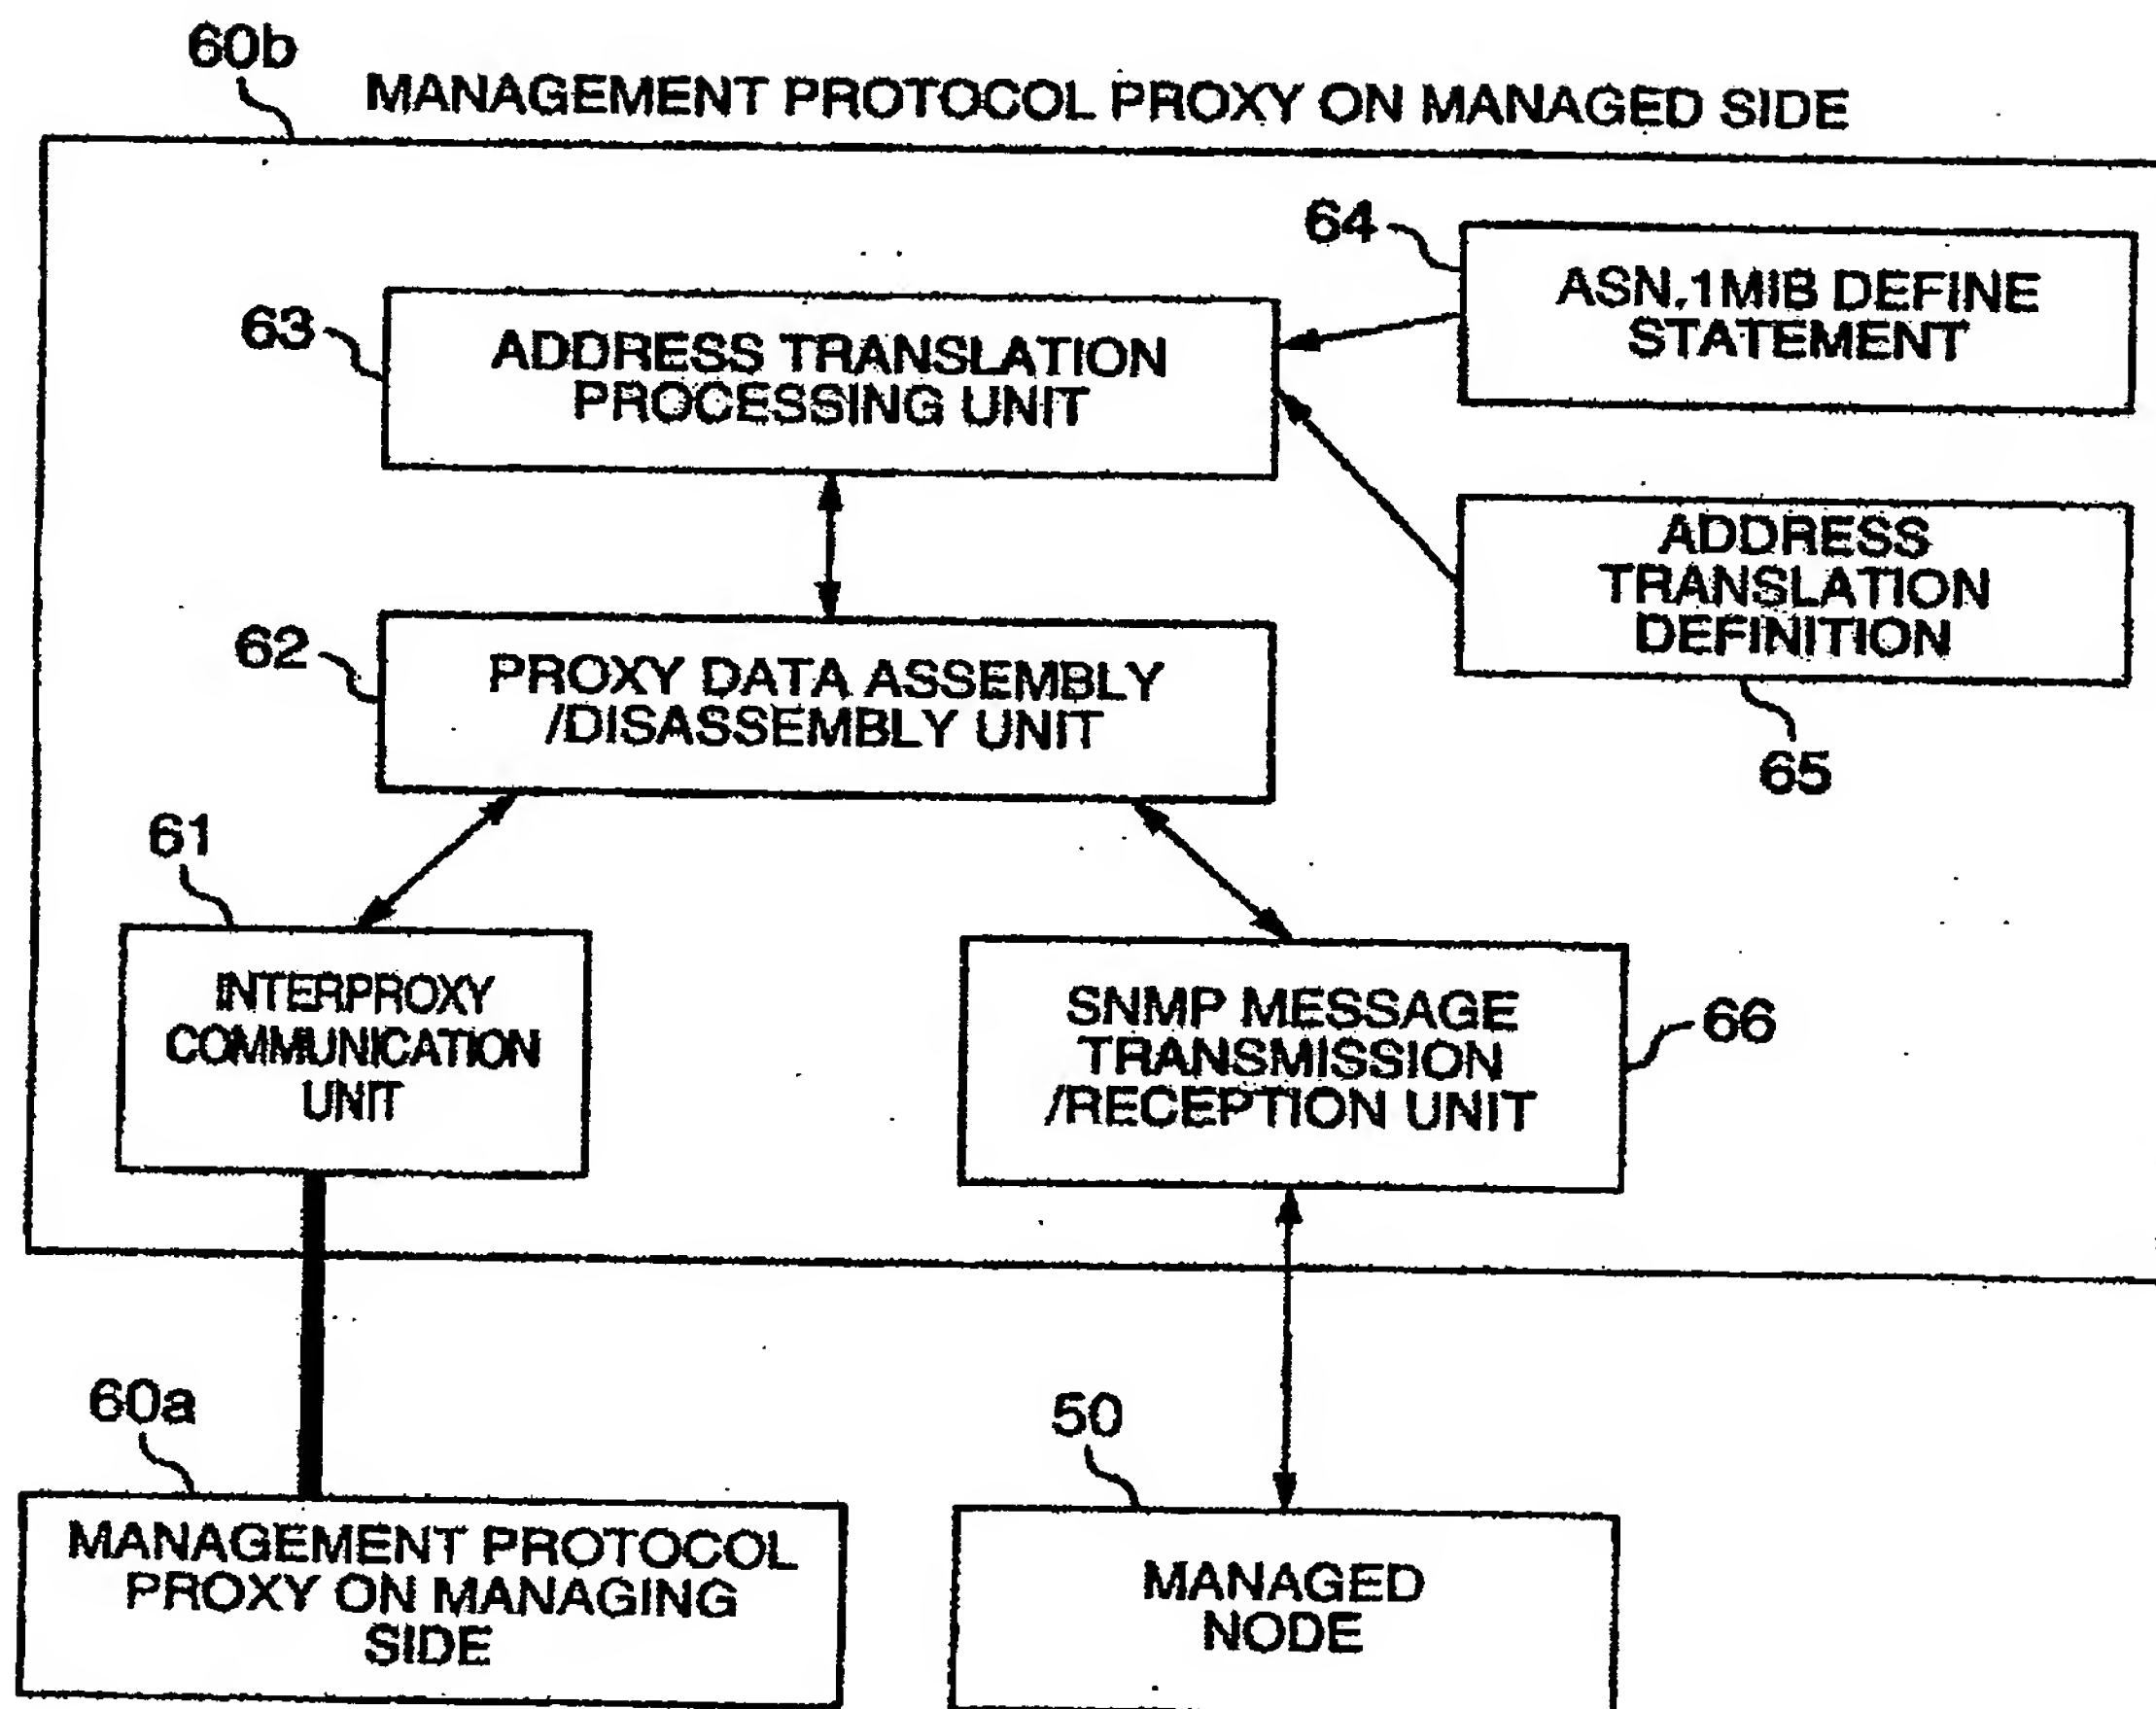 60b
MANAGEMENT PROTOCOL PROXY ON MANAGED SIDE
64
ASN.1MIB DEFINE
STATEMENT
63
ADDRESS TRANSLATION
PROCESSING UNIT
ADDRESS
TRANSLATION
DEFINITION
65
62
PROXY DATA ASSEMBLY
/DISASSEMBLY UNIT
61
INTERPROXY
COMMUNICATION
UNIT
SNMP MESSAGE
TRANSMISSION
/RECEPTION UNIT
66
60a
MANAGEMENT PROTOCOL
PROXY ON MANAGING
SIDE
50
MANAGED
NODE